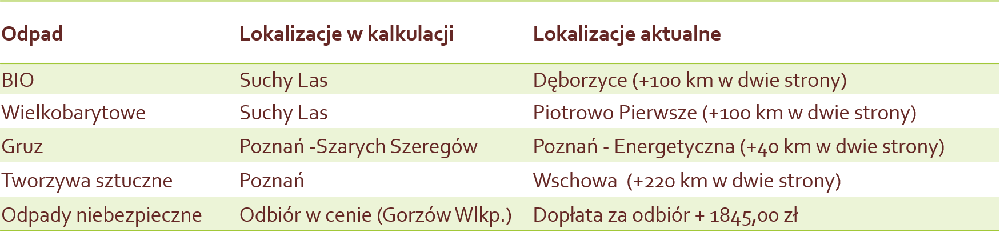 Odpad Lokalizacje w kalkulacji Lokalizacje aktualne
BIO Suchy Las Dęborzyce (+100 km w dwie strony)
Wielkobarytowe Suchy Las Piotrowo Pierwsze (+100 km w dwie strony)
Gruz Poznań -Szarych Szeregów Poznań - Energetyczna (+40 km w dwie strony)
Tworzywa sztuczne Poznań Wschowa (+220 km w dwie strony)
Odpady niebezpieczne Odbiór w cenie (Gorzów Wlkp.) Dopłata za odbiór + 1845,00 zł